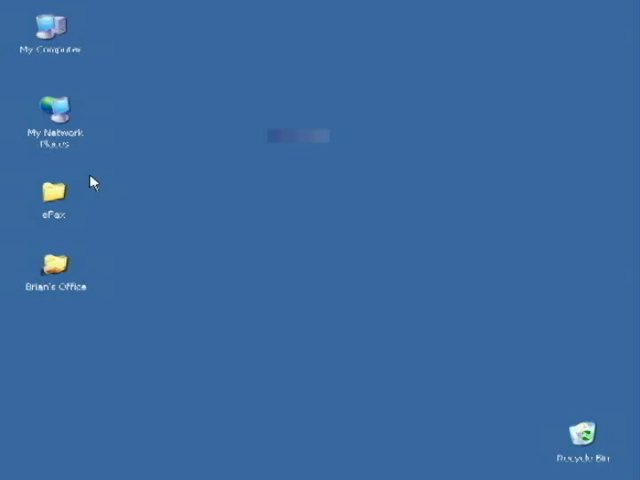 My Computer
My Network
Places
eFax
Brian's Office
Recycle Bin